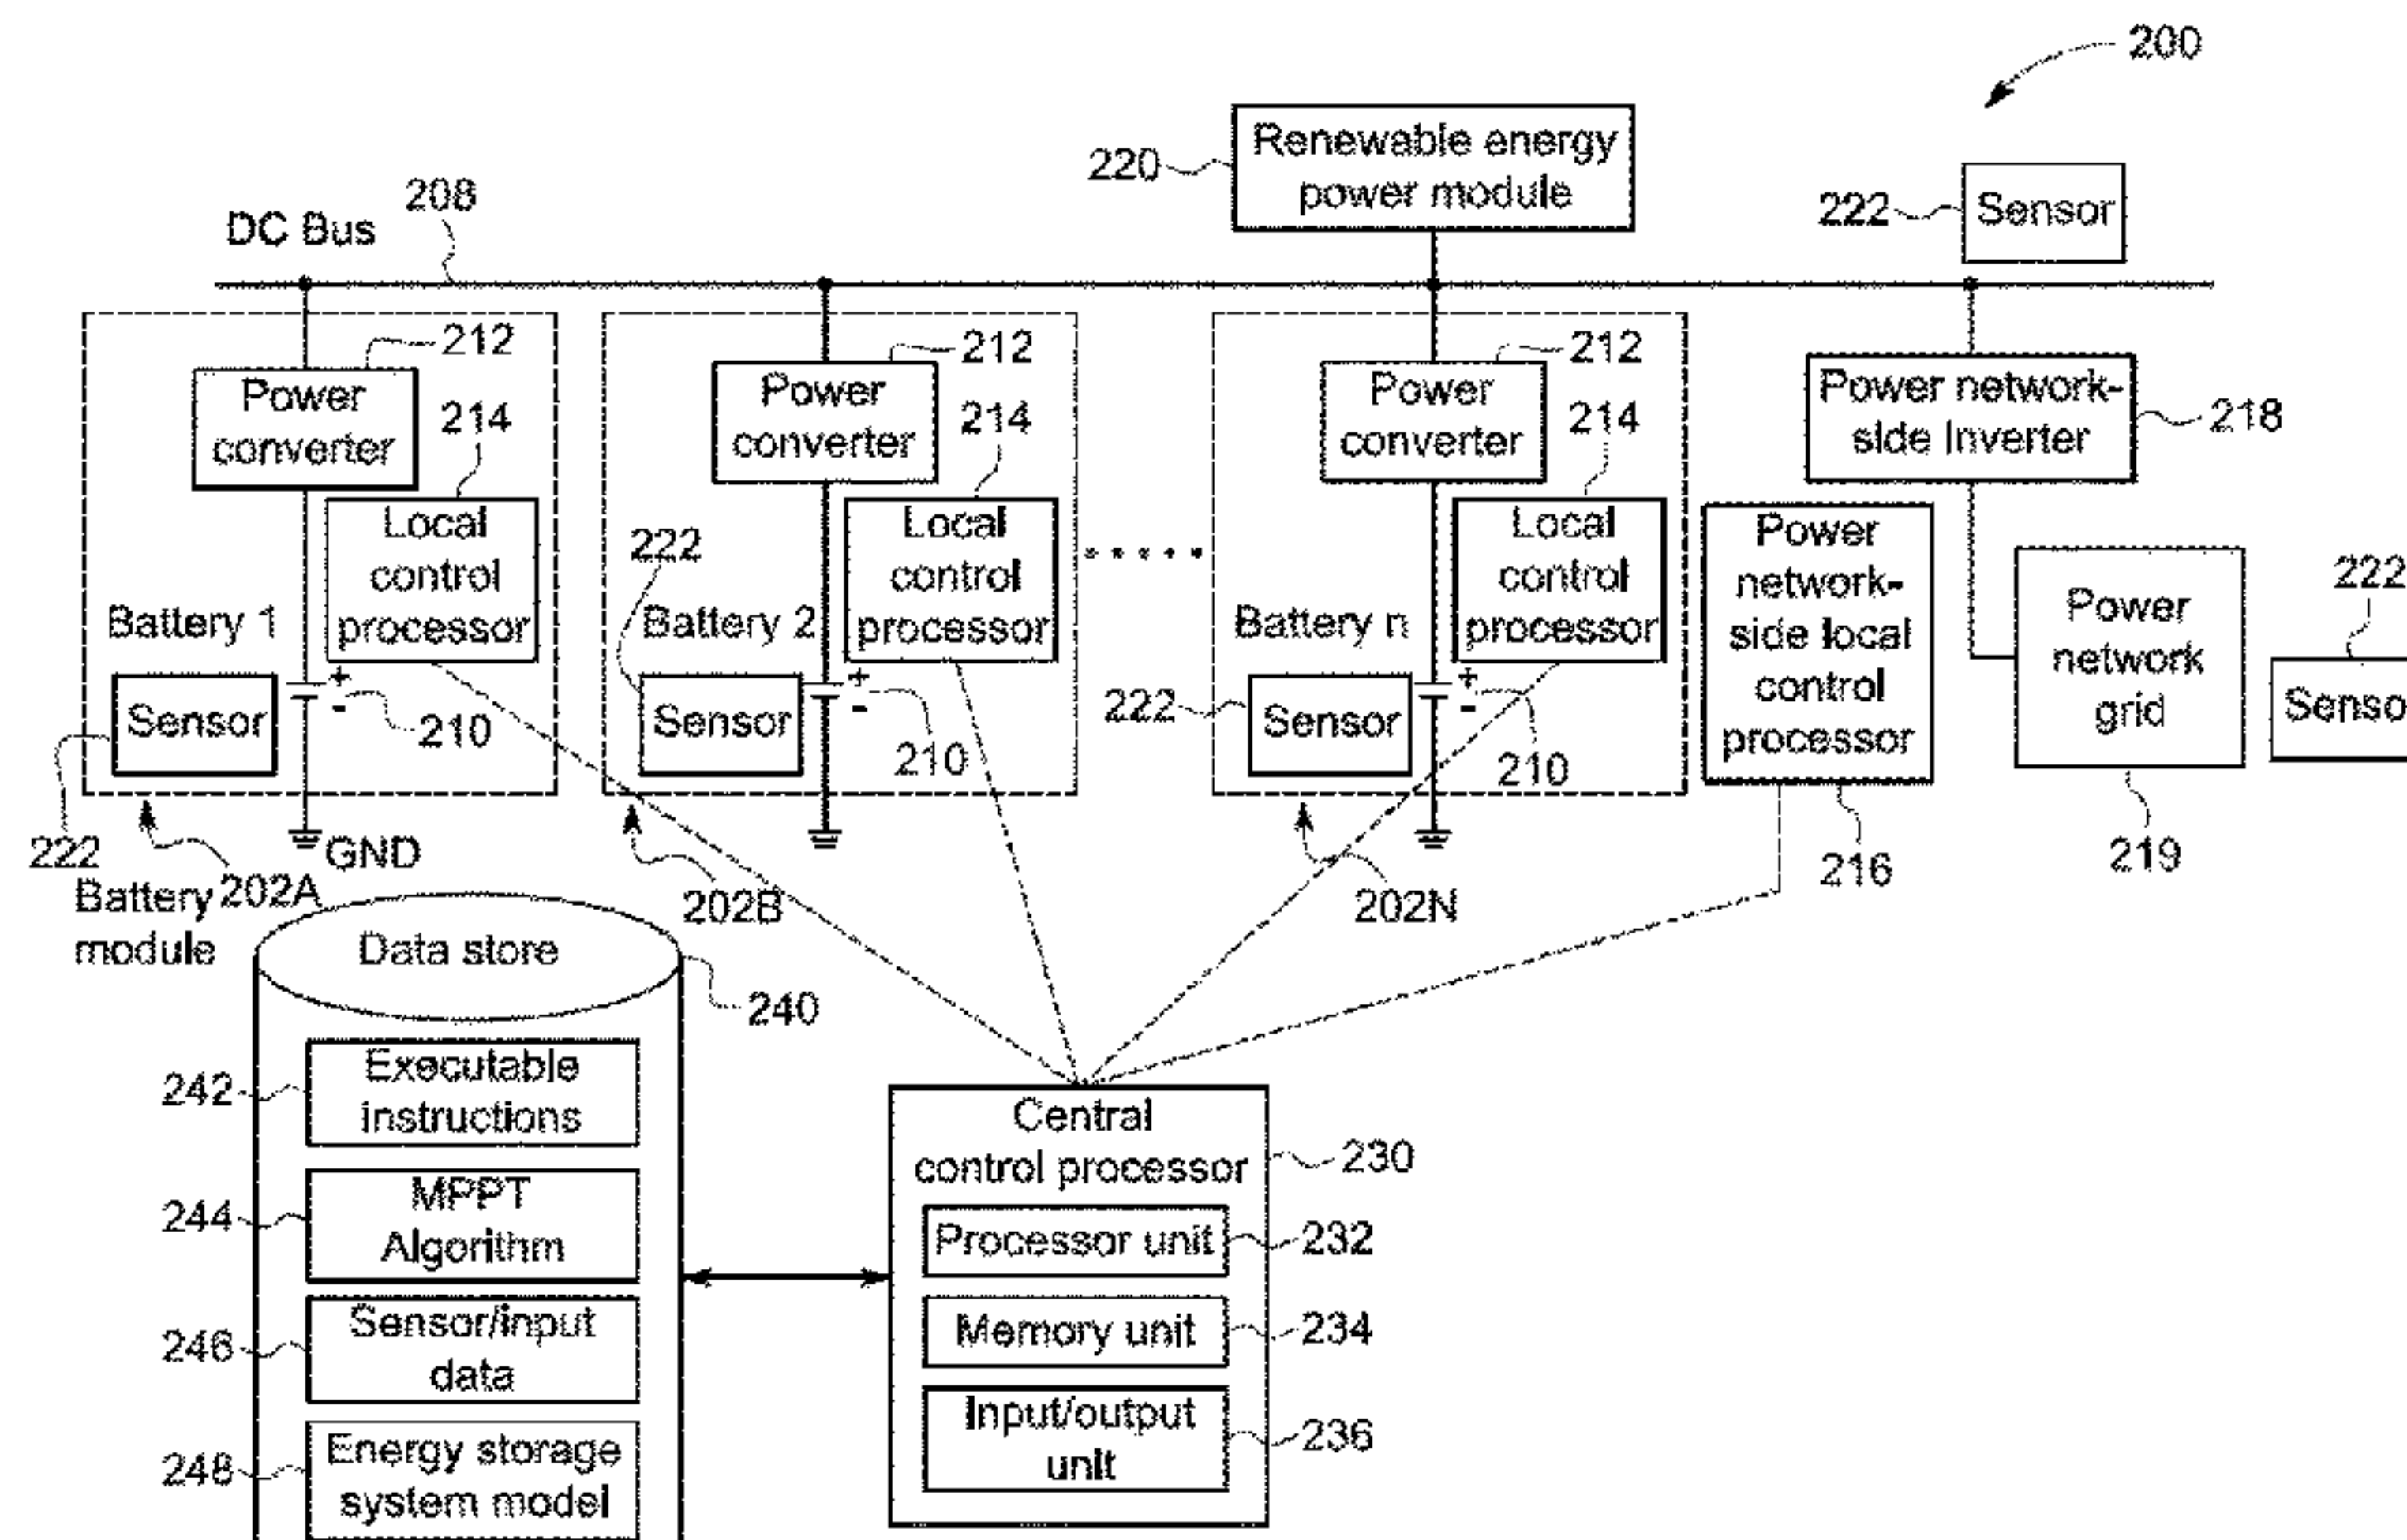 200
Renewable energy
power module
220
222
Sensor
208
DC Bus
212
Power
converter
214
Local
control
processor
Battery 1
Sensor
210
222
202A
GND
Battery
module
212
Power
converter
214
Local
control
processor
222
Battery 2
Sensor
210
202B
212
Power
converter
214
Local
control
processor
Battery n
222
Sensor
210
202N
Power network-
side Inverter
218
Power
network-
side local
control
processor
216
Power
network
grid
219
222
Senso
Data store
240
242
Executable
instructions
244
MPPT
Algorithm
246
Sensor/input
data
248
Energy storage
system model
Central
control processor
230
Processor unit
232
Memory unit
234
Input/output
unit
236